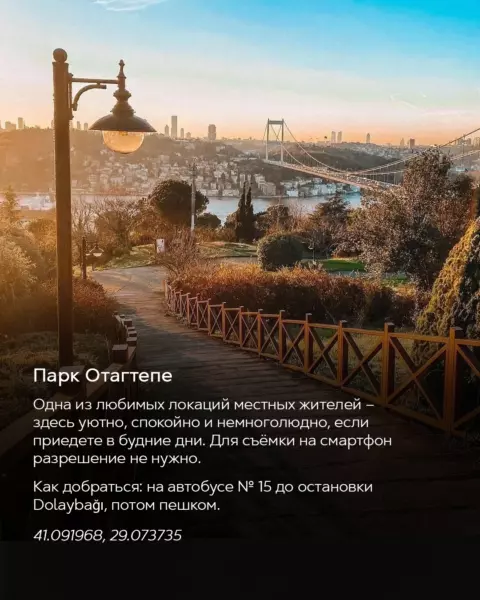 Парк Отагтепе
Одна из любимых локаций местных жителей –
здесь уютно, спокойно и немноголюдно, если
приедете в будние дни. Для съёмки на смартфон
разрешение не нужно.
Как добраться: на автобусе № 15 до остановки
Dolaybağı, потом пешком.
41.091968, 29.073735